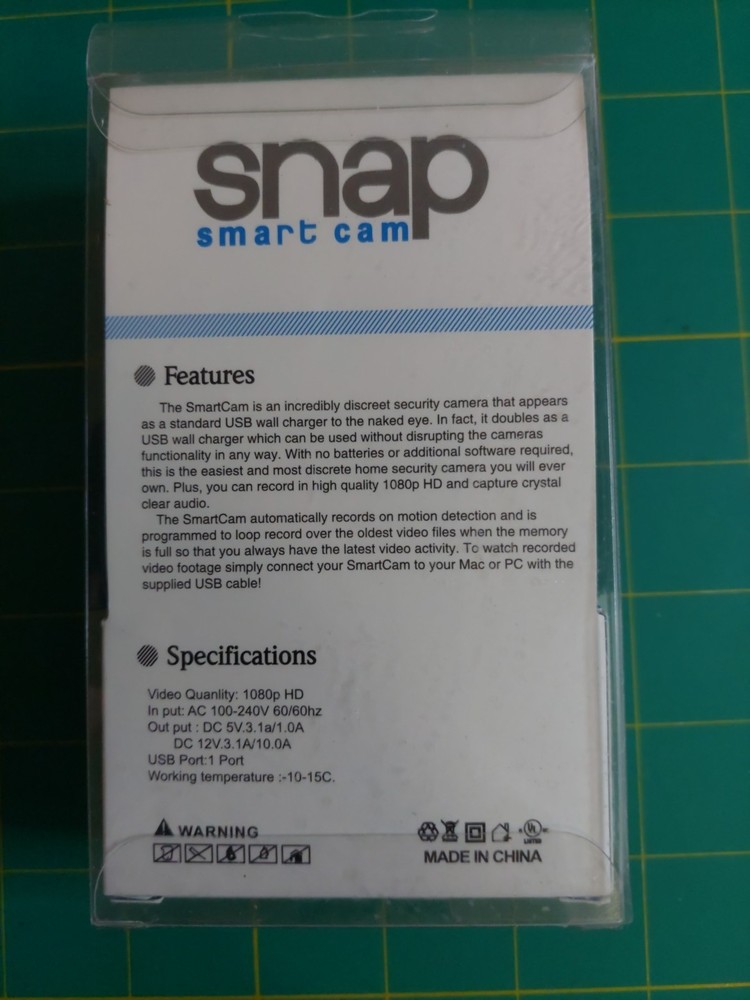 snap
smart cam
Features
The SmartCam is an incredibly discreet security camera that appears
as a standard USB wall charger to the naked eye. In fact, it doubles as a
USB wall charger which can be used without disrupting the cameras
functionality in any way. With no batteries or additional software required,
this is the easiest and most discrete home security camera you will ever
own. Plus, you can record in high quality 1080p HD and capture crystal
clear audio.
The SmartCam automatically records on motion detection and is
programmed to loop record over the oldest video files when the memory
is full so that you always have the latest video activity. To watch recorded
video footage simply connect your SmartCam to your Mac or PC with the
supplied USB cable!
Specifications
Video Quanlity: 1080p HD
In put: AC 100-240V 60/60hz
Out put : DC 5V.3.1a/1.0A
DC 12V.3.1A/10.0A
USB Port:1 Port
Working temperature :-10-15C.
WARNING
UL
LISTED
MADE IN CHINA